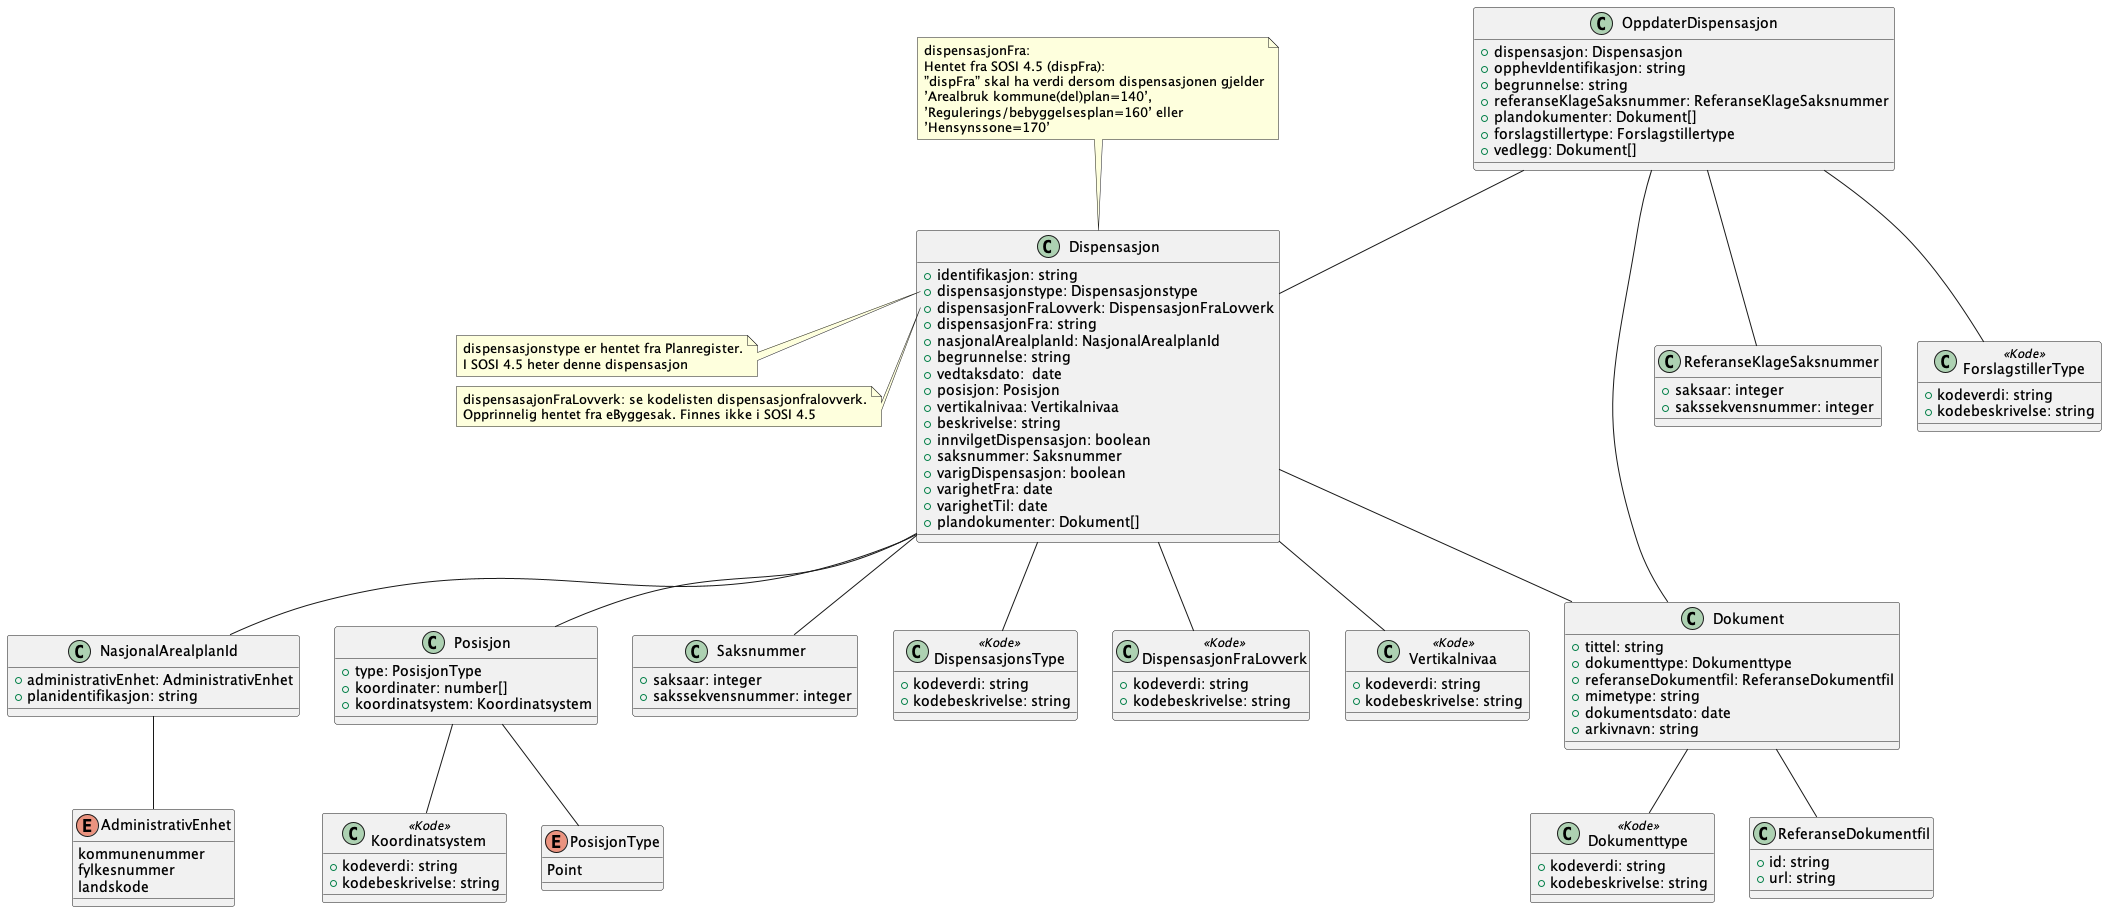 OppdaterDispensasjon
dispensasjon: Dispensasjon
opphevIdentifikasjon: string
begrunnelse: string
referanseKlageSaksnummer: ReferanseKlageSaksnummer
plandokumenter: Dokument[]
forslagstillertype: Forslagstillertype
vedlegg: Dokument[]
dispensasjonFra:
Hentet fra SOSI 4.5 (dispFra):
"dispFra" skal ha verdi dersom dispensasjonen gjelder
'Arealbruk kommune(del)plan=140',
'Regulerings/bebyggelsesplan=160' eller
'Hensynssone=170'
Dispensasjon
identifikasjon: string
dispensasjonstype: Dispensasjonstype
dispensasjonFraLovverk: DispensasjonFraLovverk
dispensasjonFra: string
nasjonalArealplanId: NasjonalArealplanId
begrunnelse: string
vedtaksdato:  date
posisjon: Posisjon
vertikalnivaa: Vertikalnivaa
beskrivelse: string
innvilgetDispensasjon: boolean
saksnummer: Saksnummer
varigDispensasjon: boolean
varighetFra: date
varighetTil: date
plandokumenter: Dokument[]
dispensasjonstype er hentet fra Planregister.
I SOSI 4.5 heter denne dispensasjon
dispensasajonFraLovverk: se kodelisten dispensasjonfralovverk.
Opprinnelig hentet fra eByggesak. Finnes ikke i SOSI 4.5
ReferanseKlageSaksnummer
saksaar: integer
sakssekvensnummer: integer
«Kode»
ForslagstillerType
kodeverdi: string
kodebeskrivelse: string
NasjonalArealplanId
administrativEnhet: AdministrativEnhet
planidentifikasjon: string
Posisjon
type: PosisjonType
koordinater: number[]
koordinatsystem: Koordinatsystem
Saksnummer
saksaar: integer
sakssekvensnummer: integer
«Kode»
DispensasjonsType
kodeverdi: string
kodebeskrivelse: string
«Kode»
DispensasjonFraLovverk
kodeverdi: string
kodebeskrivelse: string
«Kode»
Vertikalnivaa
kodeverdi: string
kodebeskrivelse: string
Dokument
tittel: string
dokumenttype: Dokumenttype
referanseDokumentfil: ReferanseDokumentfil
mimetype: string
dokumentsdato: date
arkivnavn: string
AdministrativEnhet
kommunenummer
fylkesnummer
landskode
«Kode»
Koordinatsystem
kodeverdi: string
kodebeskrivelse: string
PosisjonType
Point
«Kode»
Dokumenttype
kodeverdi: string
kodebeskrivelse: string
ReferanseDokumentfil
id: string
url: string